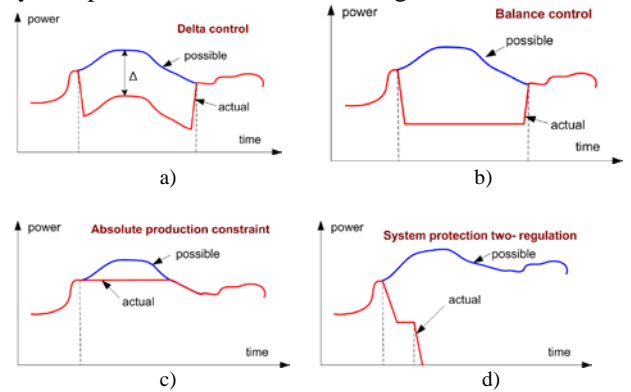 power
Delta control
possible
Δ
actual
time
a)
power
Balance control
possible
actual
time
b)
power
Absolute production constraint
possible
actual
time
c)
power
System protection two- regulation
possible
actual
time
d)